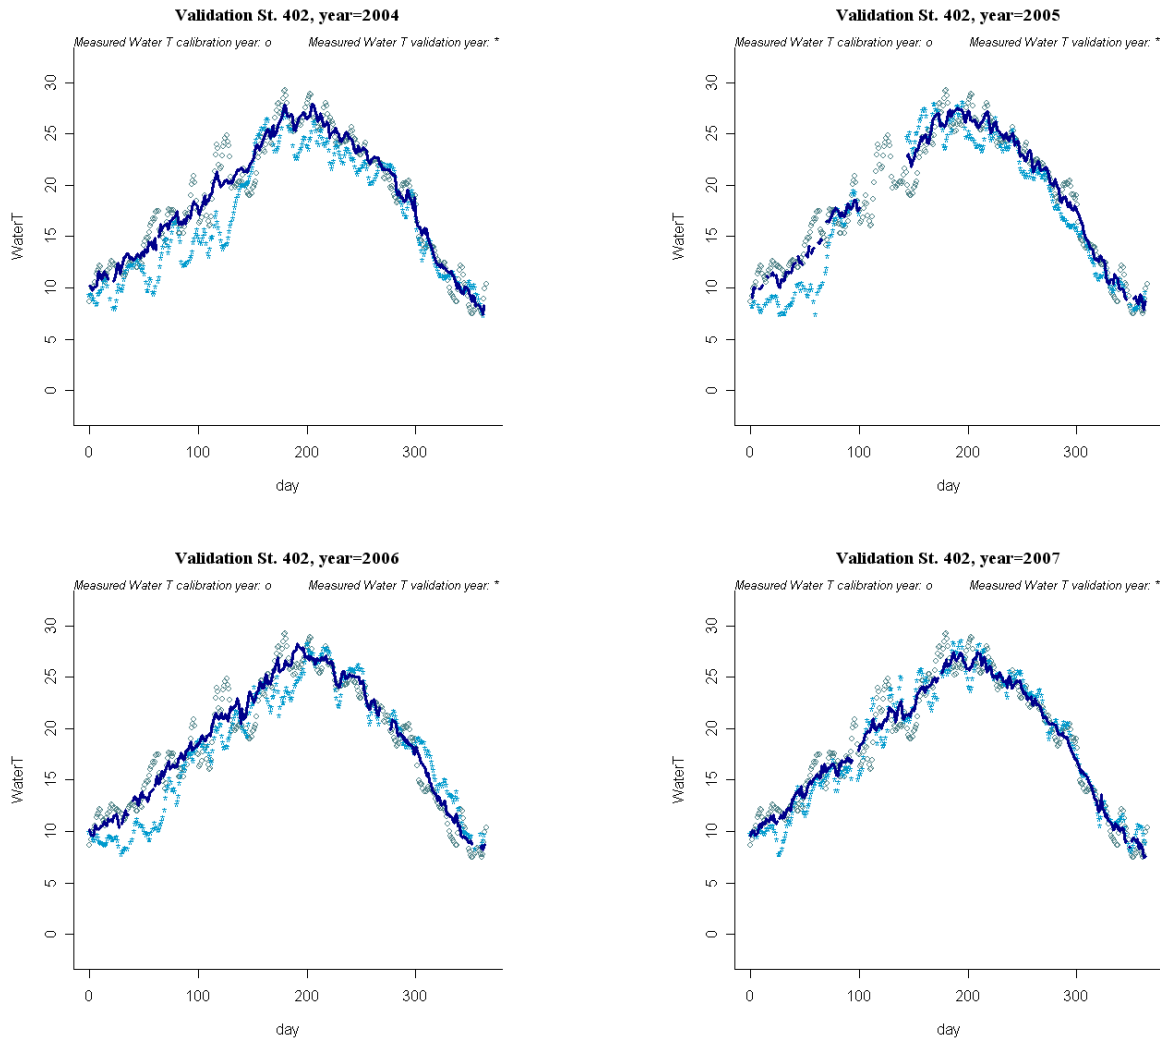 Validation St. 402, year=2004
Measured Water T calibration year: o Measured Water T validation year: *
WaterT
30
25
20
15
10
5
0
0 100 200 300
day
Validation St. 402, year=2005
Measured Water T calibration year: o Measured Water T validation year: *
WaterT
30
25
20
15
10
5
0
0 100 200 300
day
Validation St. 402, year=2006
Measured Water T calibration year: o Measured Water T validation year: *
WaterT
30
25
20
15
10
5
0
0 100 200 300
day
Validation St. 402, year=2007
Measured Water T calibration year: o Measured Water T validation year: *
WaterT
30
25
20
15
10
5
0
0 100 200 300
day